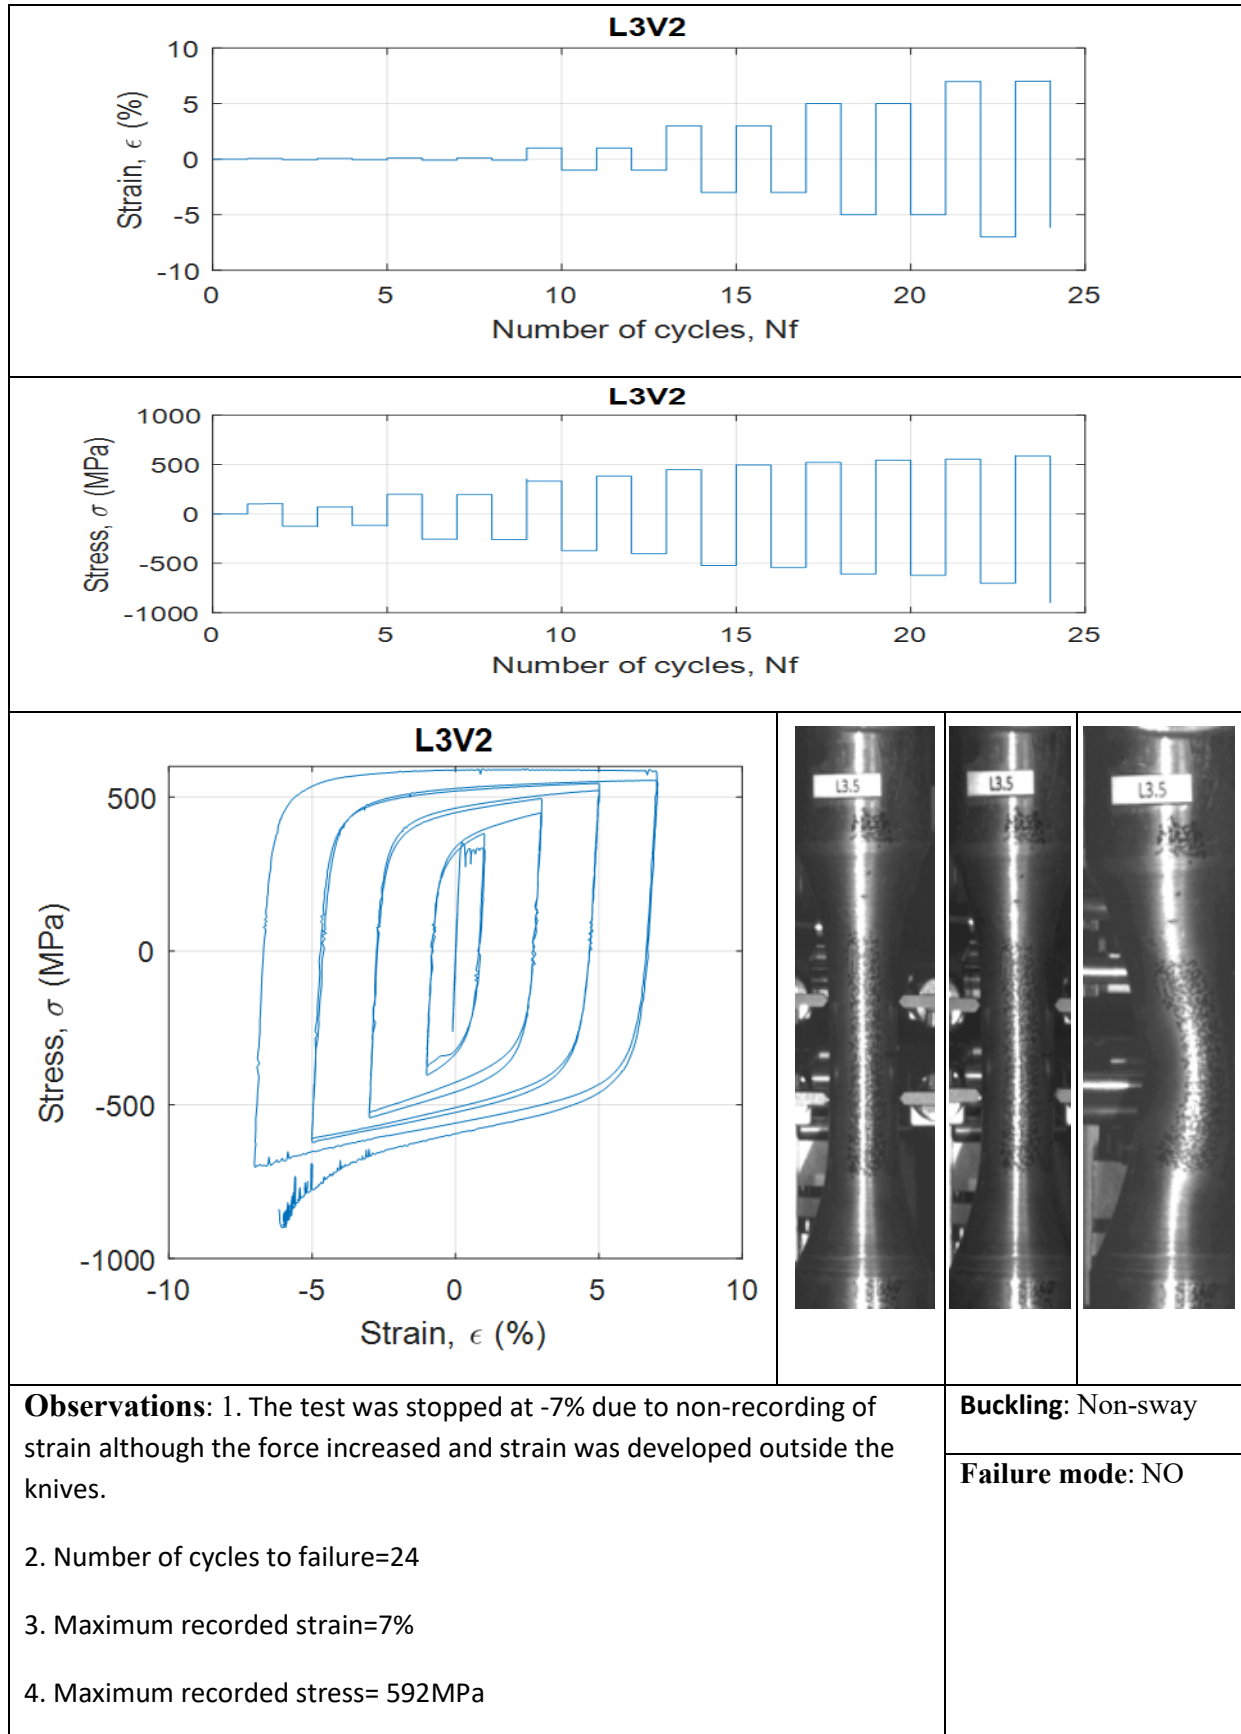 L3V2
10
5
0
-5
-10
Strain, ϵ (%)
0 5 10 15 20 25
Number of cycles, Nf
L3V2
1000
500
0
-500
-1000
Stress, σ (MPa)
0 5 10 15 20 25
Number of cycles, Nf
L3V2
500
0
-500
-1000
Stress, σ (MPa)
-10 -5 0 5 10
Strain, ϵ (%)
L3.5
L3.5
L3.5
Observations: 1. The test was stopped at -7% due to non-recording of
strain although the force increased and strain was developed outside the
knives.
2. Number of cycles to failure=24
3. Maximum recorded strain=7%
4. Maximum recorded stress= 592MPa
Buckling: Non-sway
Failure mode: NO